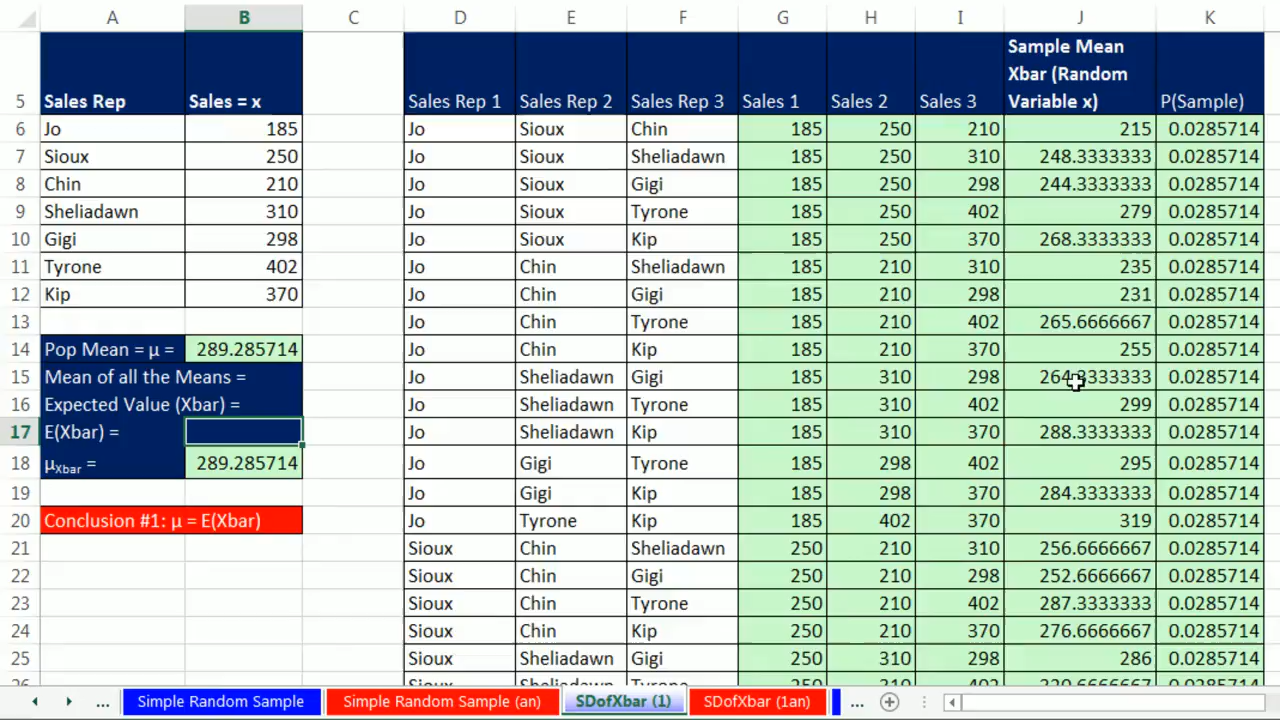 A B C D E F G H I J K
5 Sales Rep Sales = x Sales Rep 1 Sales Rep 2 Sales Rep 3 Sales 1 Sales 2 Sales 3 Sample Mean Xbar (Random Variable x) P(Sample)
6 Jo 185 Jo Sioux Chin 185 250 210 215 0.0285714
7 Sioux 250 Jo Sioux Sheliadawn 185 250 310 248.3333333 0.0285714
8 Chin 210 Jo Sioux Gigi 185 250 298 244.3333333 0.0285714
9 Sheliadawn 310 Jo Sioux Tyrone 185 250 402 279 0.0285714
10 Gigi 298 Jo Sioux Kip 185 250 370 268.3333333 0.0285714
11 Tyrone 402 Jo Chin Sheliadawn 185 210 310 235 0.0285714
12 Kip 370 Jo Chin Gigi 185 210 298 231 0.0285714
13 Jo Chin Tyrone 185 210 402 265.6666667 0.0285714
14 Pop Mean = μ = 289.285714 Jo Chin Kip 185 210 370 255 0.0285714
15 Mean of all the Means = Jo Sheliadawn Gigi 185 310 298 264.3333333 0.0285714
16 Expected Value (Xbar) = Jo Sheliadawn Tyrone 185 310 402 299 0.0285714
17 E(Xbar) = Jo Sheliadawn Kip 185 310 370 288.3333333 0.0285714
18 μXbar = 289.285714 Jo Gigi Tyrone 185 298 402 295 0.0285714
19 Jo Gigi Kip 185 298 370 284.3333333 0.0285714
20 Conclusion #1: μ = E(Xbar) Jo Tyrone Kip 185 402 370 319 0.0285714
21 Sioux Chin Sheliadawn 250 210 310 256.6666667 0.0285714
22 Sioux Chin Gigi 250 210 298 252.6666667 0.0285714
23 Sioux Chin Tyrone 250 210 402 287.3333333 0.0285714
24 Sioux Chin Kip 250 210 370 276.6666667 0.0285714
25 Sioux Sheliadawn Gigi 250 310 298 286 0.0285714
... Simple Random Sample Simple Random Sample (an) SDofXbar (1) SDofXbar (1an) ...